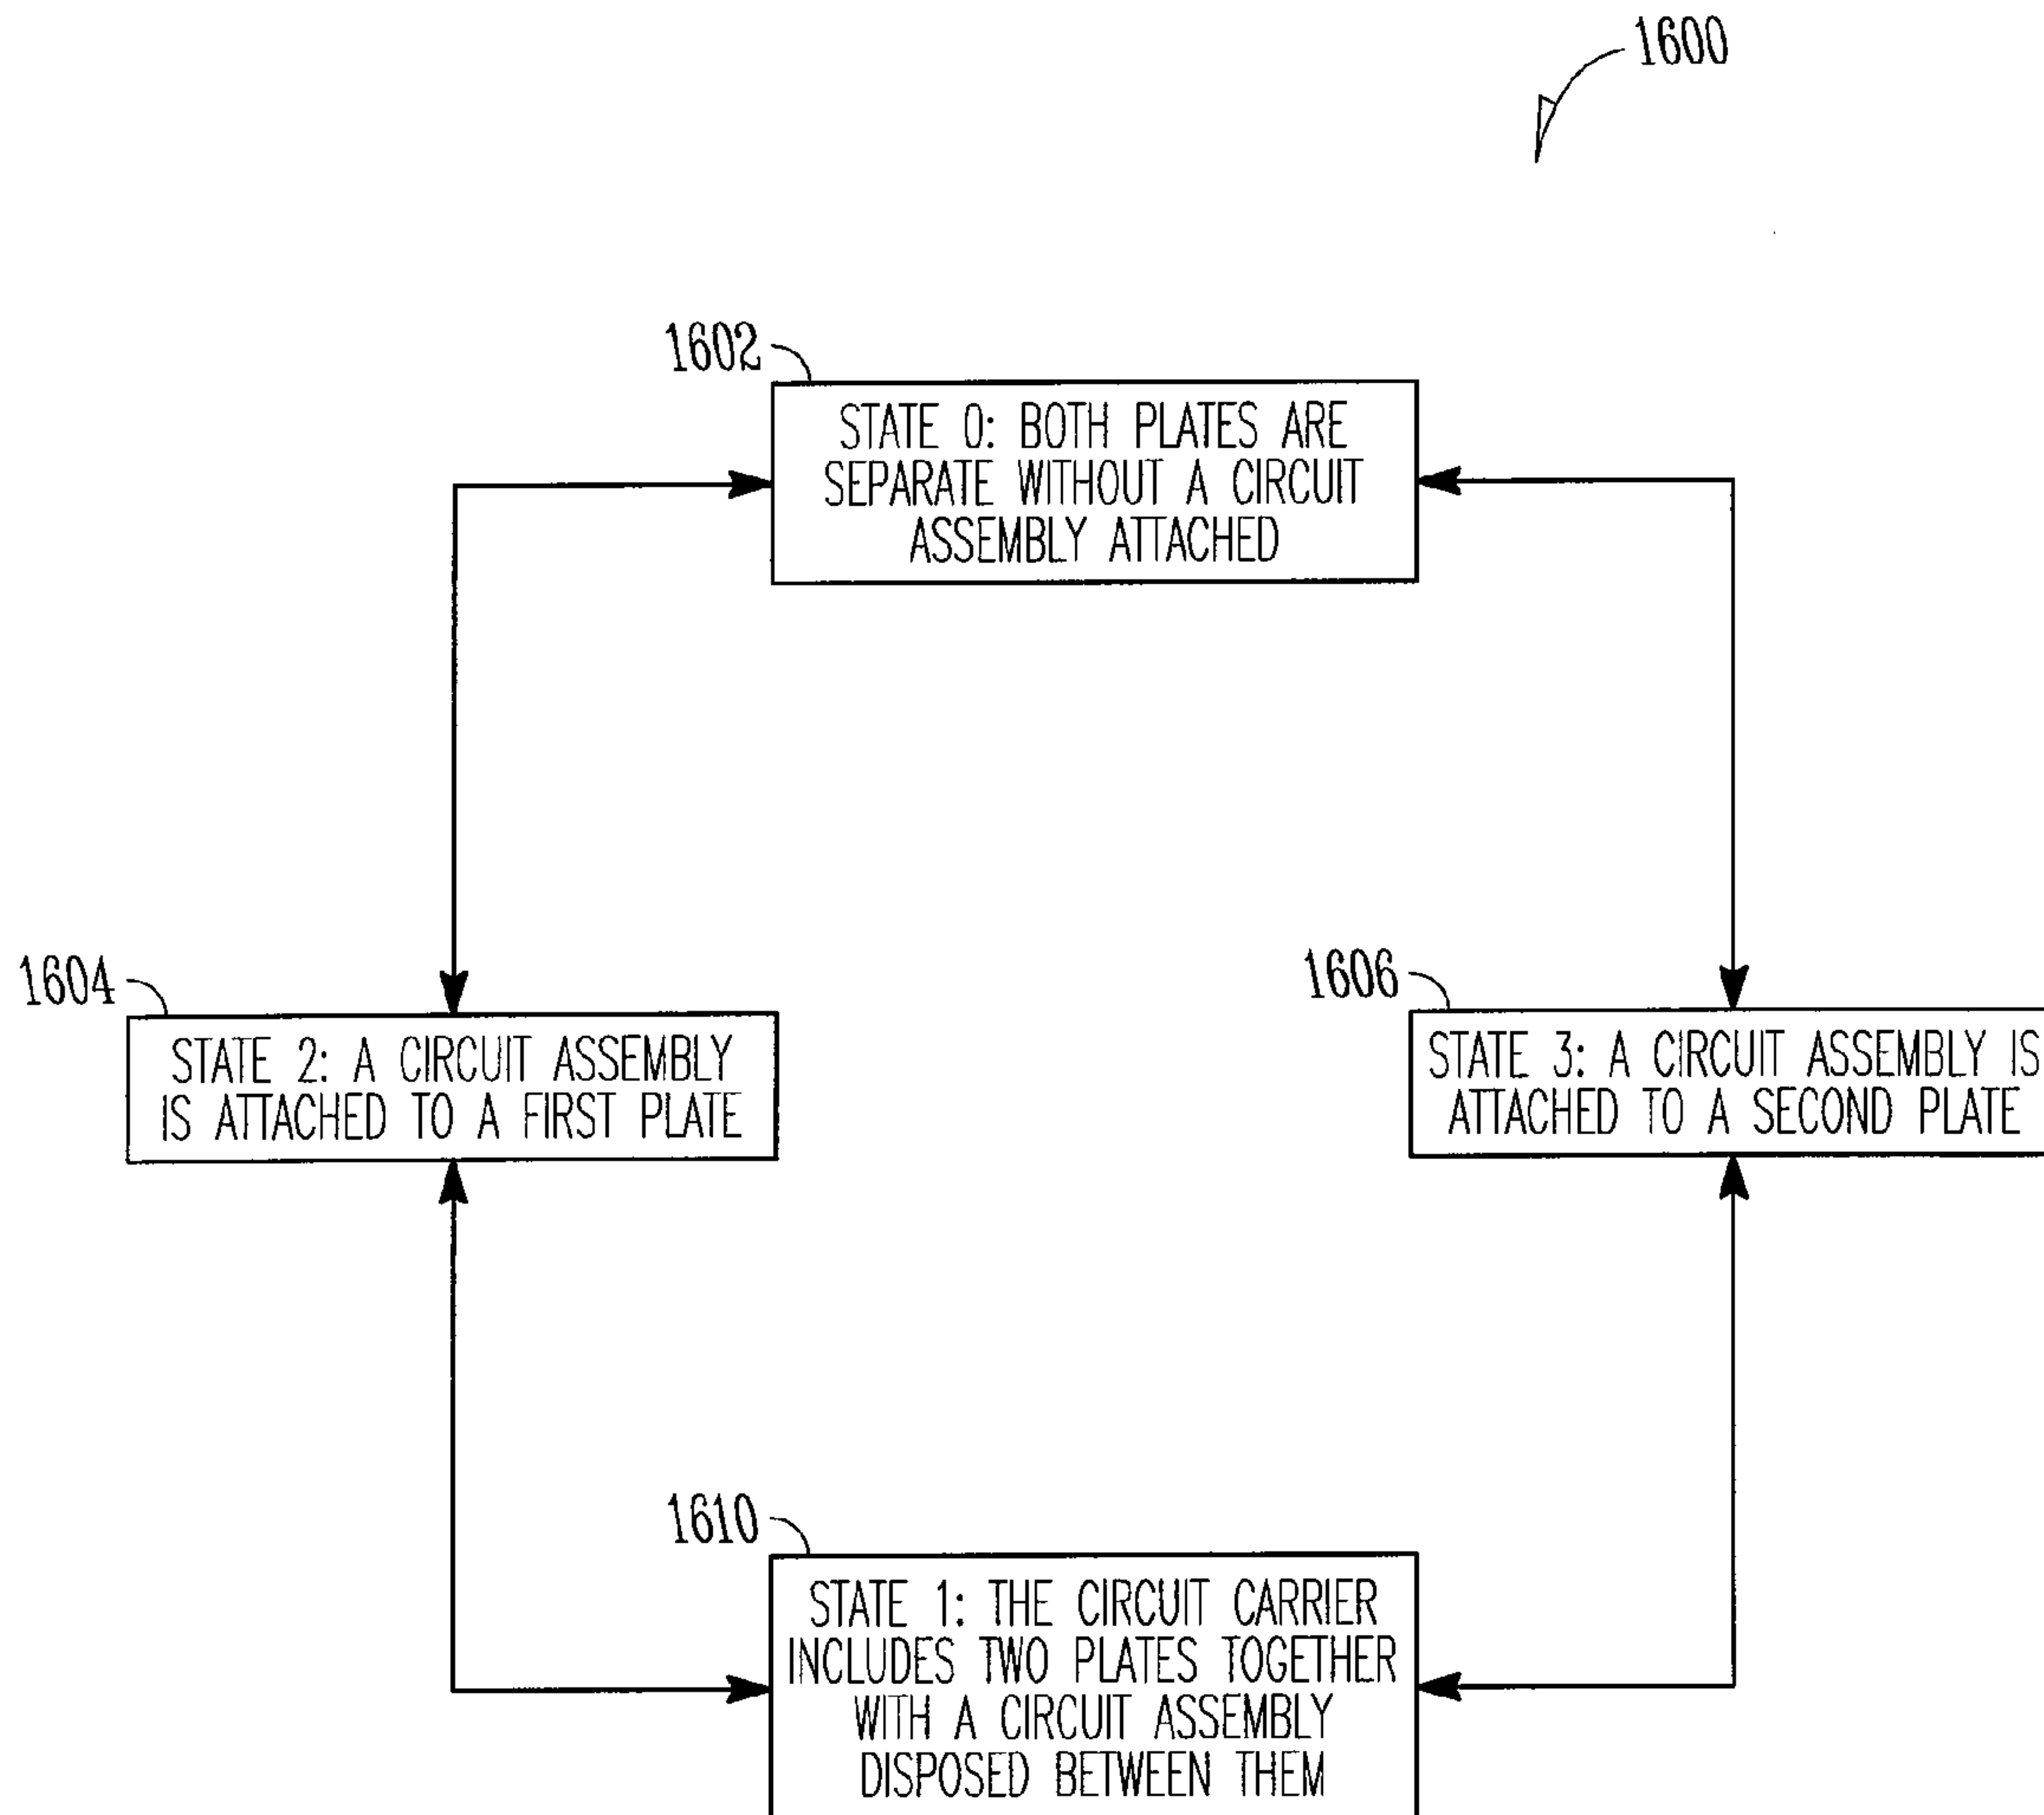 1600
1602
STATE 0: BOTH PLATES ARE
SEPARATE WITHOUT A CIRCUIT
ASSEMBLY ATTACHED
1604
STATE 2: A CIRCUIT ASSEMBLY
IS ATTACHED TO A FIRST PLATE
1606
STATE 3: A CIRCUIT ASSEMBLY IS
ATTACHED TO A SECOND PLATE
1610
STATE 1: THE CIRCUIT CARRIER
INCLUDES TWO PLATES TOGETHER
WITH A CIRCUIT ASSEMBLY
DISPOSED BETWEEN THEM